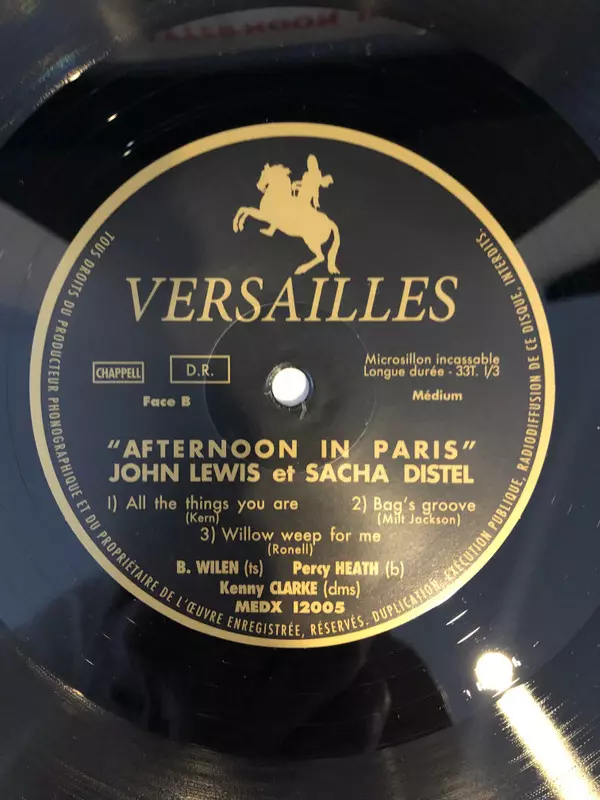 VERSAILLES
CHAPPELL
D.R.
Microsillon incassable
Longue durée - 33T. 1/3
Face B
Médium
"AFTERNOON IN PARIS"
JOHN LEWIS et SACHA DISTEL
1) All the things you are
(Kern)
2) Bag's groove
(Milt Jackson)
3) Willow weep for me
(Ronell)
B. WILEN (ts) Percy HEATH (b)
Kenny CLARKE (dms)
MEDX 12005
TOUS DROITS DU PRODUCTEUR PHONOGRAPHIQUE ET DU PROPRIÉTAIRE DE L'ŒUVRE ENREGISTRÉE, RÉSERVÉS. DUPLICATION, EXÉCUTION PUBLIQUE, RADIODIFFUSION DE CE DISQUE, INTERDITS.